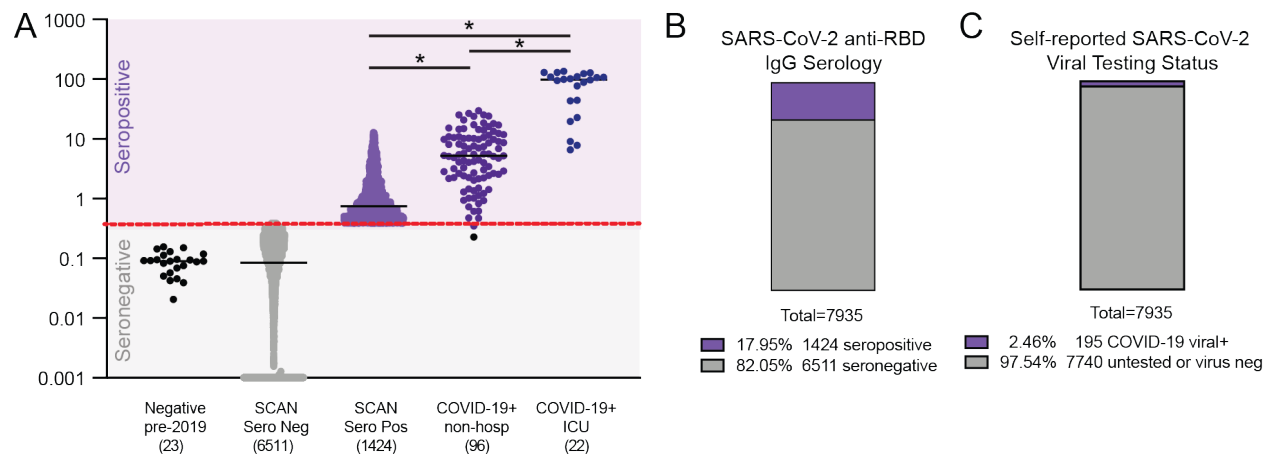 A
1000
100
10
1
0.1
0.01
0.001
Seropositive
Seronegative
*
*
*
Negative
pre-2019
(23)
SCAN
Sero Neg
(6511)
SCAN
Sero Pos
(1424)
COVID-19+
non-hosp
(96)
COVID-19+
ICU
(22)
B
SARS-CoV-2 anti-RBD
IgG Serology
Total=7935
17.95% 1424 seropositive
82.05% 6511 seronegative
C
Self-reported SARS-CoV-2
Viral Testing Status
Total=7935
2.46% 195 COVID-19 viral+
97.54% 7740 untested or virus neg